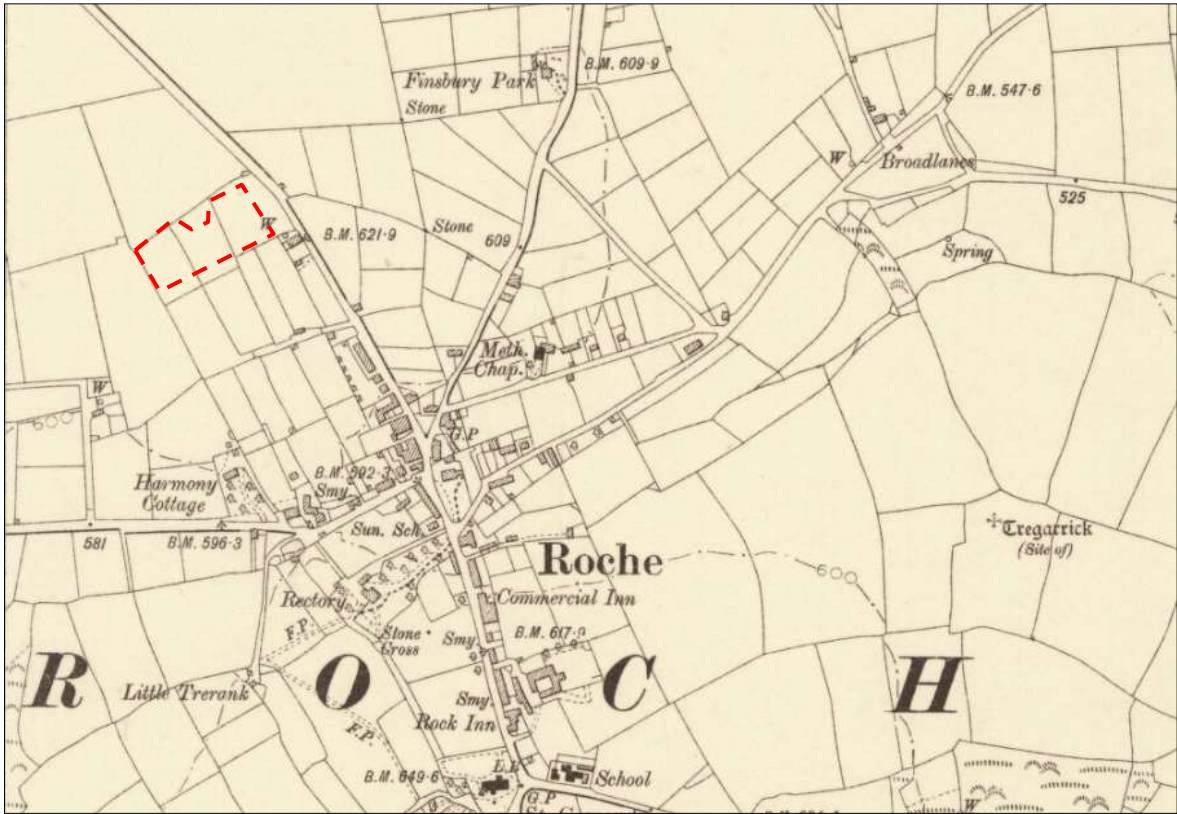 B.M. 609·9
Finsbury Park
Stone
B.M. 547·6
W
Broadlanes
525
W
B.M. 621·9
Stone
609
Spring
Meth.
Chap.
W
600
G.P
B.M. 592·3
Harmony
Cottage
Smy.
Sun. Sch.
581
B.M. 596·3
Tregarrick
(Site of)
Roche
600
Rectory
Commercial Inn
F.P.
Stone
Cross
Smy
B.M. 617·9
R O C H
Little Trerank
Smy
Rock Inn
F.P.
B.M. 649·6
School
G.P
W